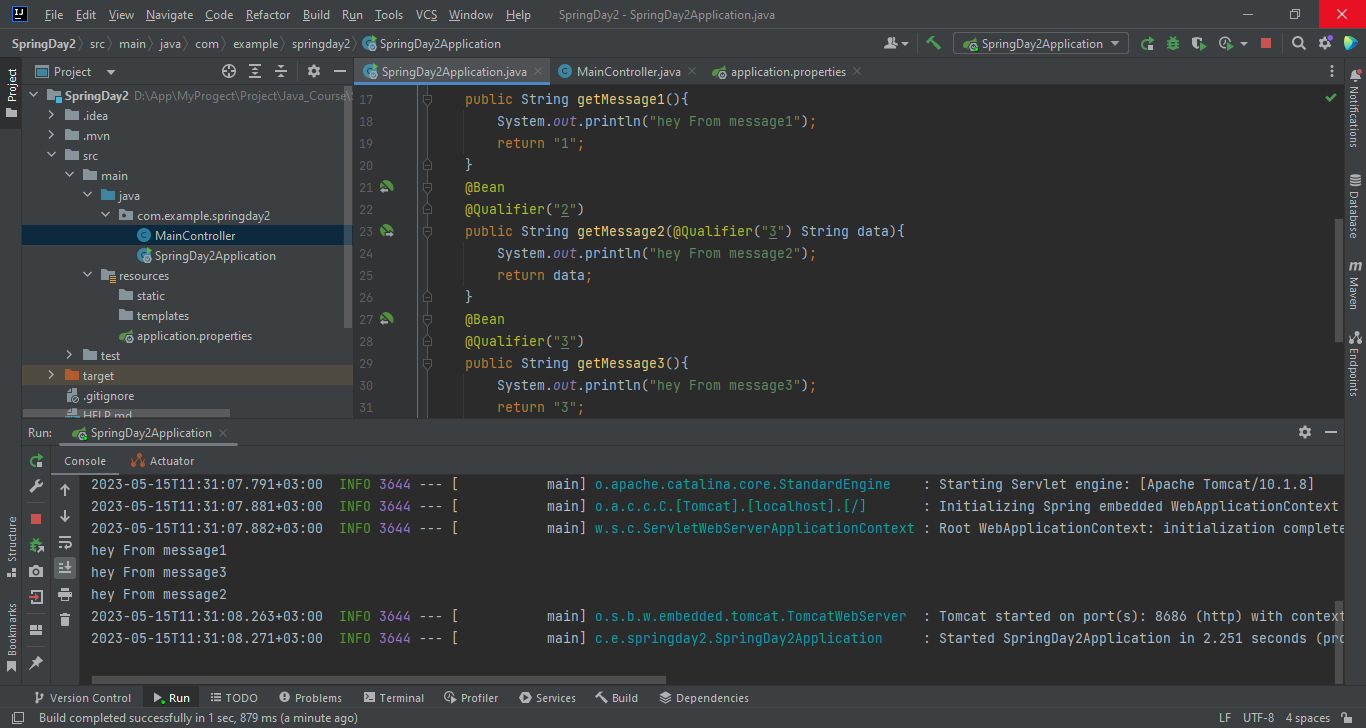 File Edit View Navigate Code Refactor Build Run Tools VCS Window Help SpringDay2 - SpringDay2Application.java
SpringDay2 src main java com example springday2 SpringDay2Application
SpringDay2Application
Project
Project
SpringDay2 D:\App\MyProgect\Project\Java_Course\
.idea
.mvn
src
main
java
com.example.springday2
MainController
SpringDay2Application
resources
static
templates
application.properties
test
target
.gitignore
HELP.md
SpringDay2Application.java MainController.java application.properties
17 public String getMessage1(){
18 System.out.println("hey From message1");
19 return "1";
20 }
21 @Bean
22 @Qualifier("2")
23 public String getMessage2(@Qualifier("3") String data){
24 System.out.println("hey From message2");
25 return data;
26 }
27 @Bean
28 @Qualifier("3")
29 public String getMessage3(){
30 System.out.println("hey From message3");
31 return "3";
Notifications
Database
m
Maven
Endpoints
Run: SpringDay2Application
Console Actuator
2023-05-15T11:31:07.791+03:00 INFO 3644 --- [ main] o.apache.catalina.core.StandardEngine : Starting Servlet engine: [Apache Tomcat/10.1.8]
2023-05-15T11:31:07.881+03:00 INFO 3644 --- [ main] o.a.c.c.C.[Tomcat].[localhost].[/] : Initializing Spring embedded WebApplicationContext
2023-05-15T11:31:07.882+03:00 INFO 3644 --- [ main] w.s.c.ServletWebServerApplicationContext : Root WebApplicationContext: initialization complete
hey From message1
hey From message3
hey From message2
2023-05-15T11:31:08.263+03:00 INFO 3644 --- [ main] o.s.b.w.embedded.tomcat.TomcatWebServer : Tomcat started on port(s): 8686 (http) with context
2023-05-15T11:31:08.271+03:00 INFO 3644 --- [ main] c.e.springday2.SpringDay2Application : Started SpringDay2Application in 2.251 seconds (pro
Structure
Bookmarks
Version Control Run TODO Problems Terminal Profiler Services Build Dependencies
Build completed successfully in 1 sec, 879 ms (a minute ago) LF UTF-8 4 spaces